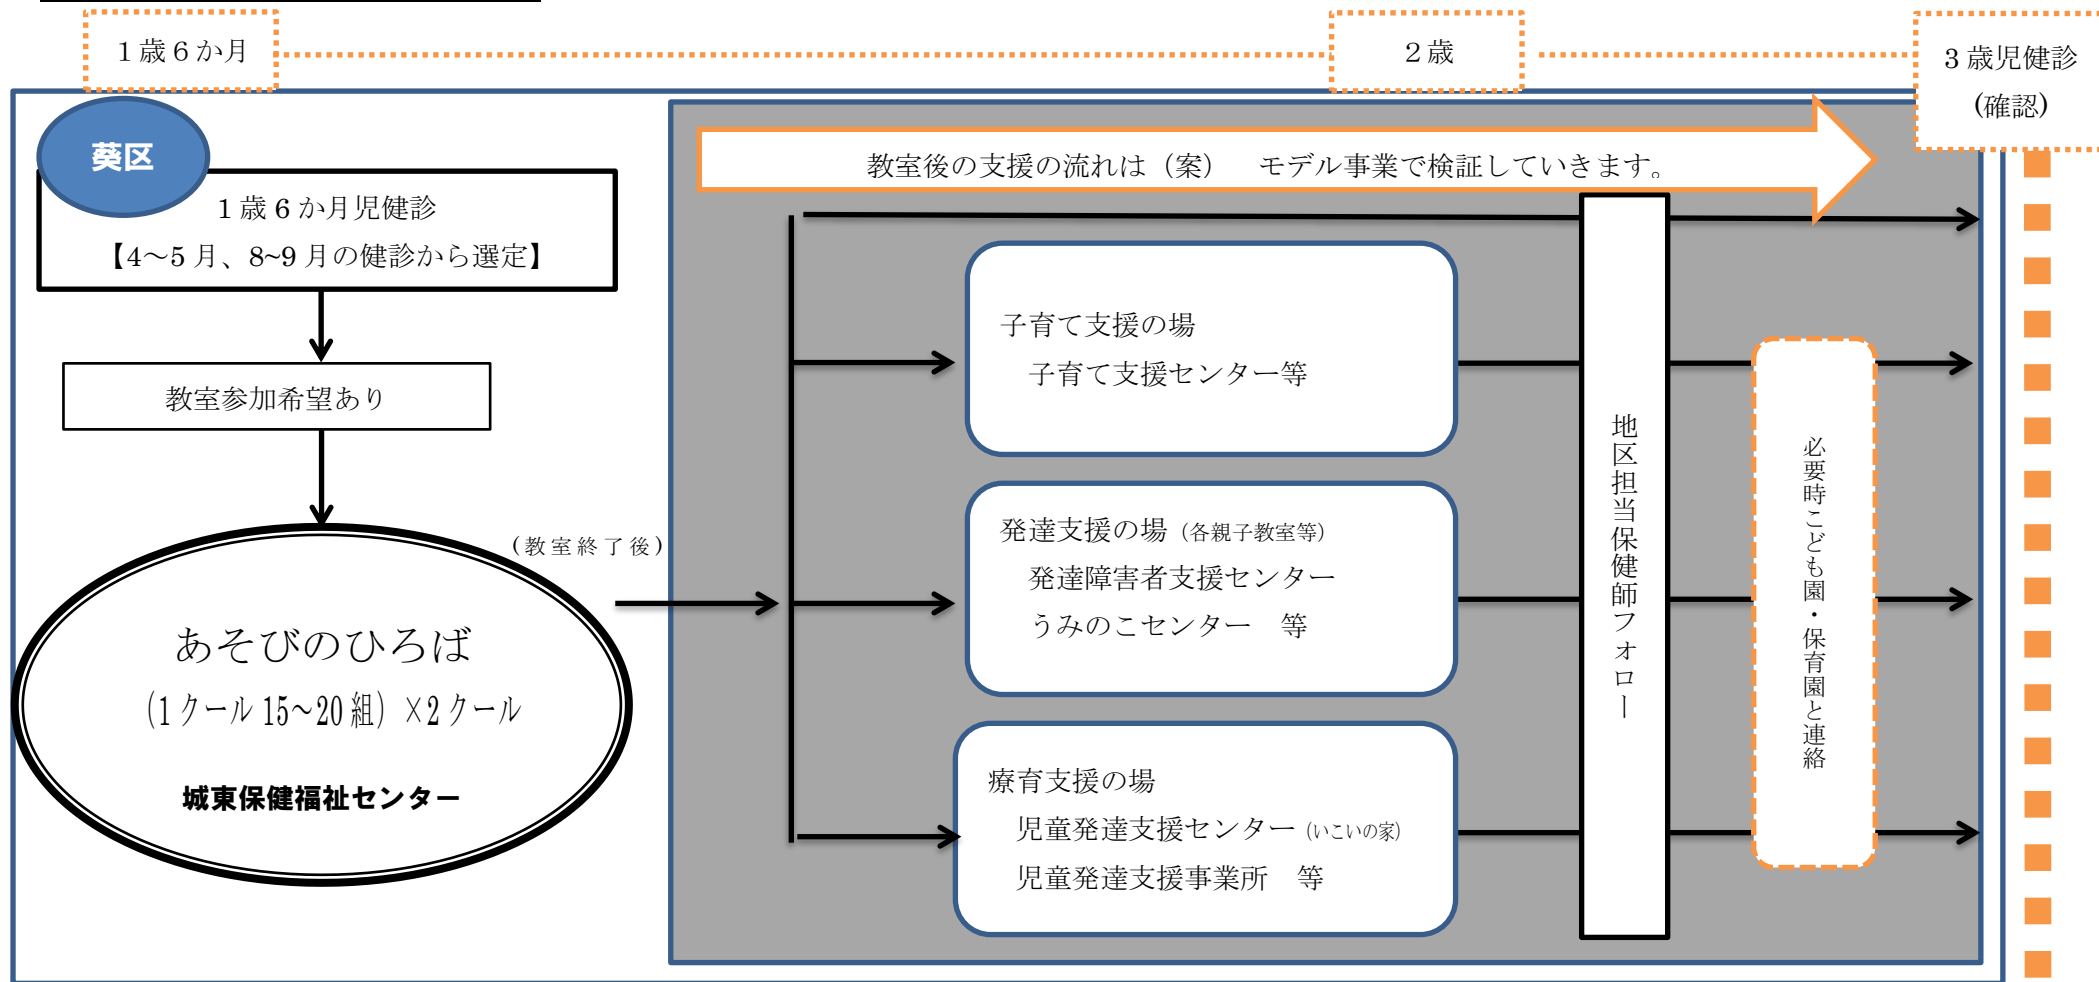 １歳６か月
２歳
３歳児健診
(確認)
葵区
１歳６か月児健診
【4～5月、8~9月の健診から選定】
教室参加希望あり
(教室終了後)
あそびのひろば
(1クール15~20組) ×2クール
城東保健福祉センター
教室後の支援の流れは（案）　モデル事業で検証していきます。
子育て支援の場
子育て支援センター等
発達支援の場（各親子教室等）
発達障害者支援センター
うみのこセンター　等
療育支援の場
児童発達支援センター（いこいの家）
児童発達支援事業所　等
地区担当保健師フォロー
必要時こども園・保育園と連絡